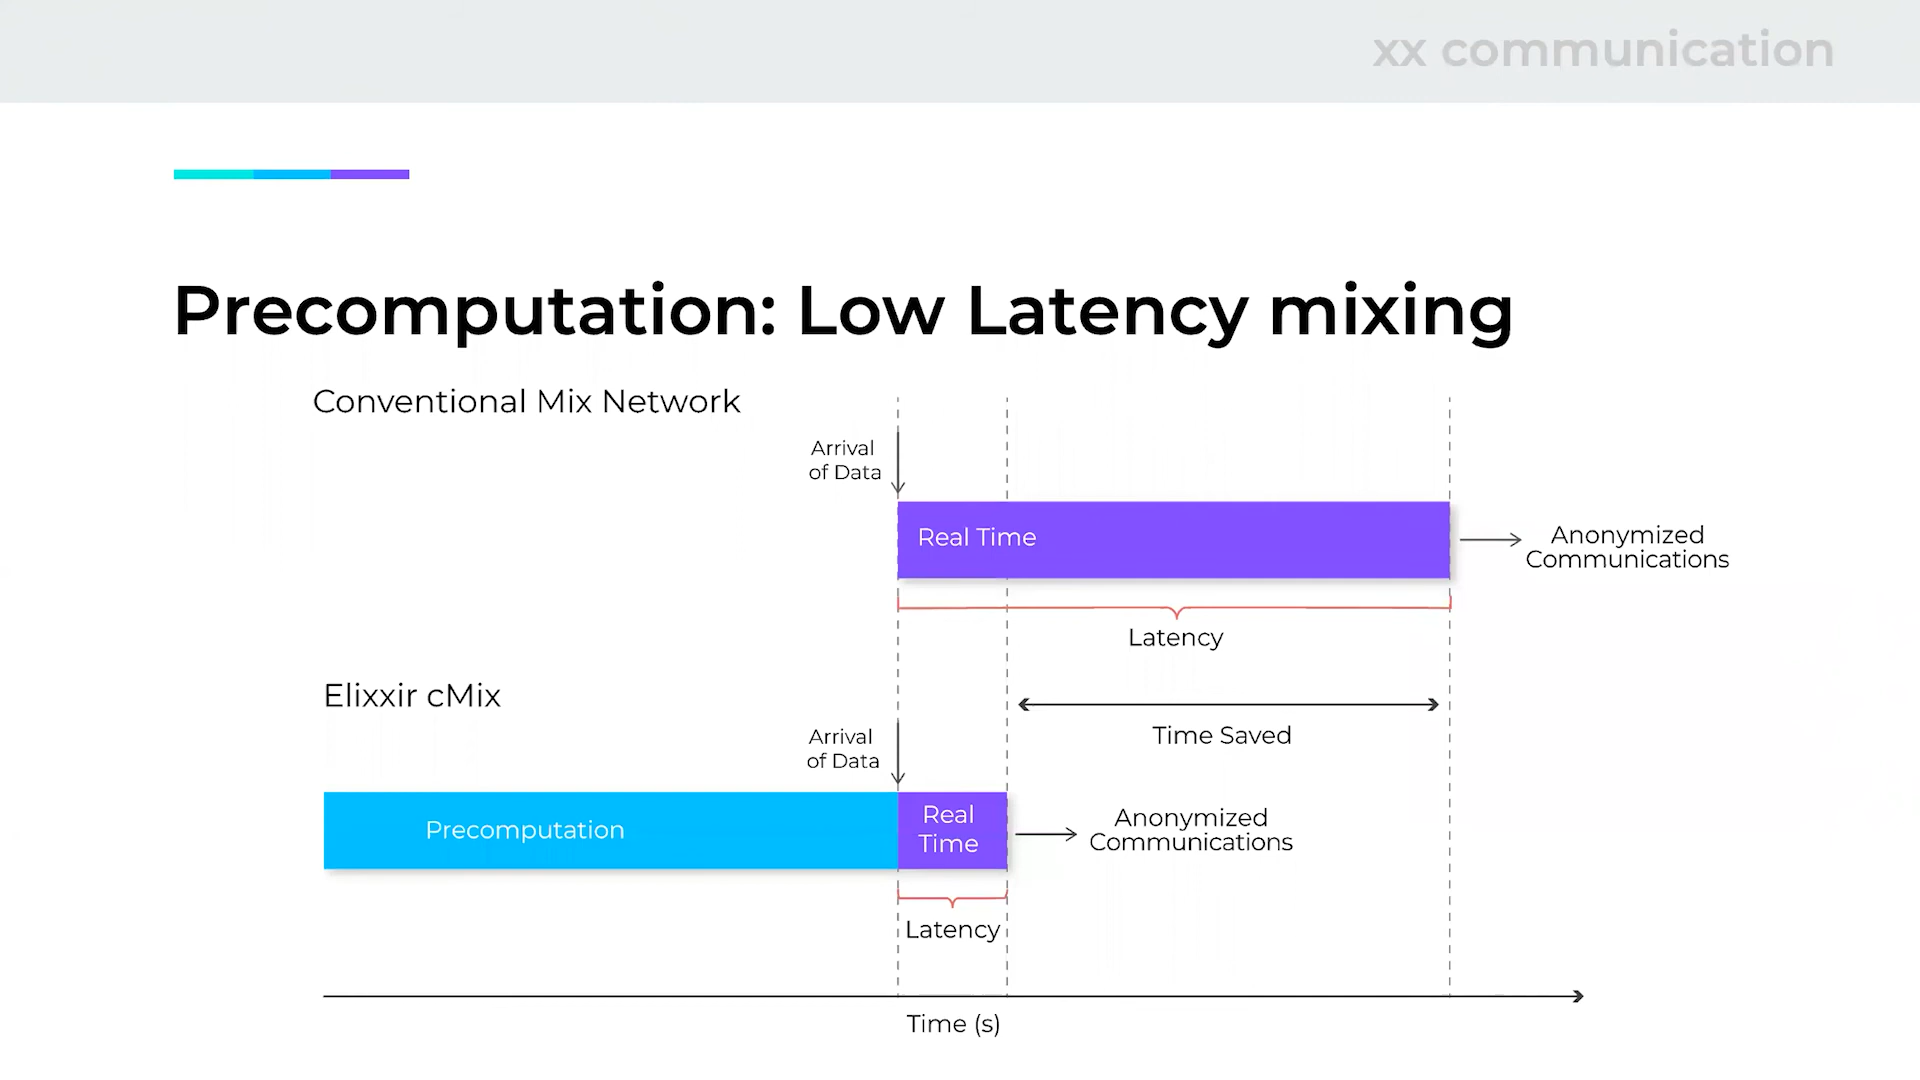 xx communication
Precomputation: Low Latency mixing
Conventional Mix Network
Arrival
of Data
Real Time
Anonymized
Communications
Latency
Elixxir cMix
Time Saved
Arrival
of Data
Precomputation
Real
Time
Anonymized
Communications
Latency
Time (s)